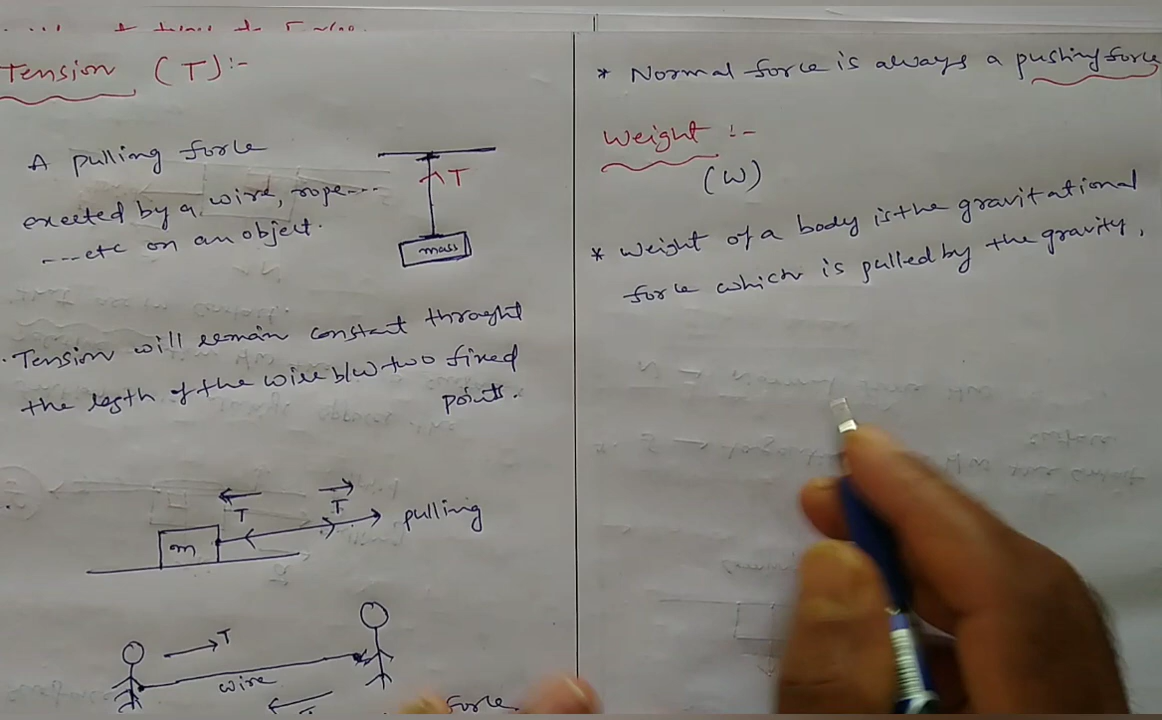 Tension (T):-
A pulling force
exerted by a wire, rope---
---etc on an object.
T
mass
Tension will remain constant throught
the legth of the wire b/w two fixed
points.
T
T
pulling
m
T
wire
T
force.
* Normal force is always a pushing force
Weight :-
(W)
* Weight of a body is the gravitational
force which is pulled by the gravity,